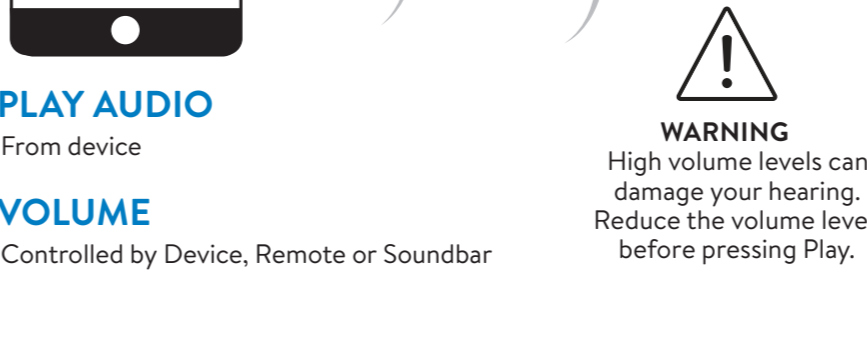 PLAY AUDIO
From device
VOLUME
Controlled by Device, Remote or Soundbar
WARNING
High volume levels can
damage your hearing.
Reduce the volume leve
before pressing Play.